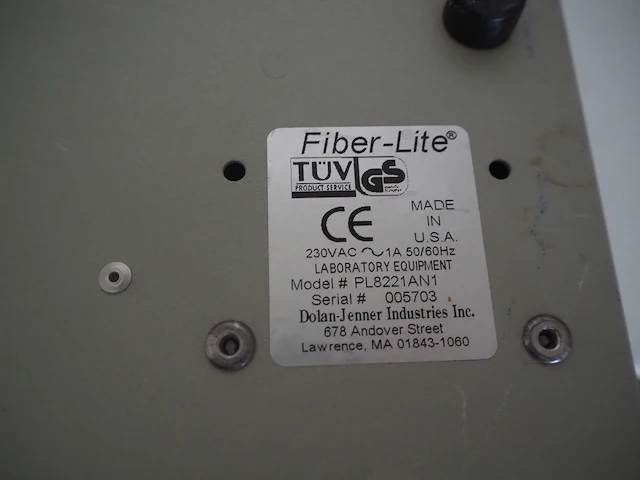 Fiber-Lite®
TÜV GS
PRODUCT SERVICE
CE
MADE
IN
U.S.A.
230VAC ～ 1A 50/60Hz
LABORATORY EQUIPMENT
Model # PL8221AN1
Serial # 005703
Dolan-Jenner Industries Inc.
678 Andover Street
Lawrence, MA 01843-1060